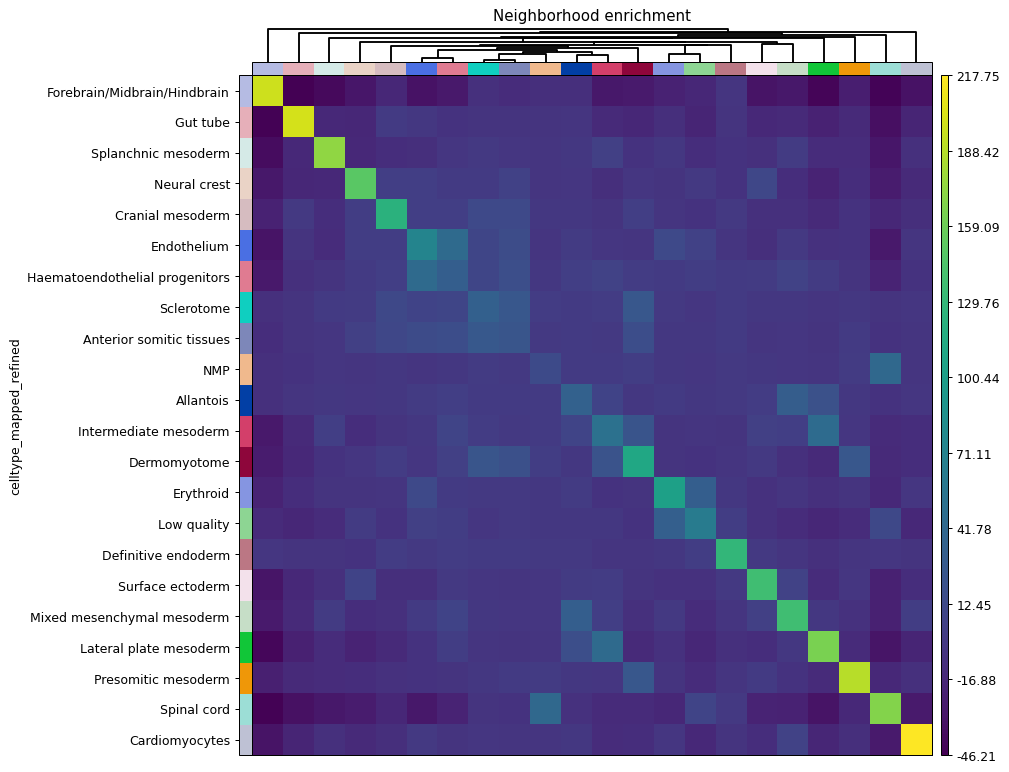 Neighborhood enrichment
Forebrain/Midbrain/Hindbrain
Gut tube
Splanchnic mesoderm
Neural crest
Cranial mesoderm
Endothelium
Haematoendothelial progenitors
Sclerotome
Anterior somitic tissues
NMP
Allantois
Intermediate mesoderm
Dermomyotome
Erythroid
Low quality
Definitive endoderm
Surface ectoderm
Mixed mesenchymal mesoderm
Lateral plate mesoderm
Presomitic mesoderm
Spinal cord
Cardiomyocytes
celltype_mapped_refined
217.75
188.42
159.09
129.76
100.44
71.11
41.78
12.45
-16.88
-46.21